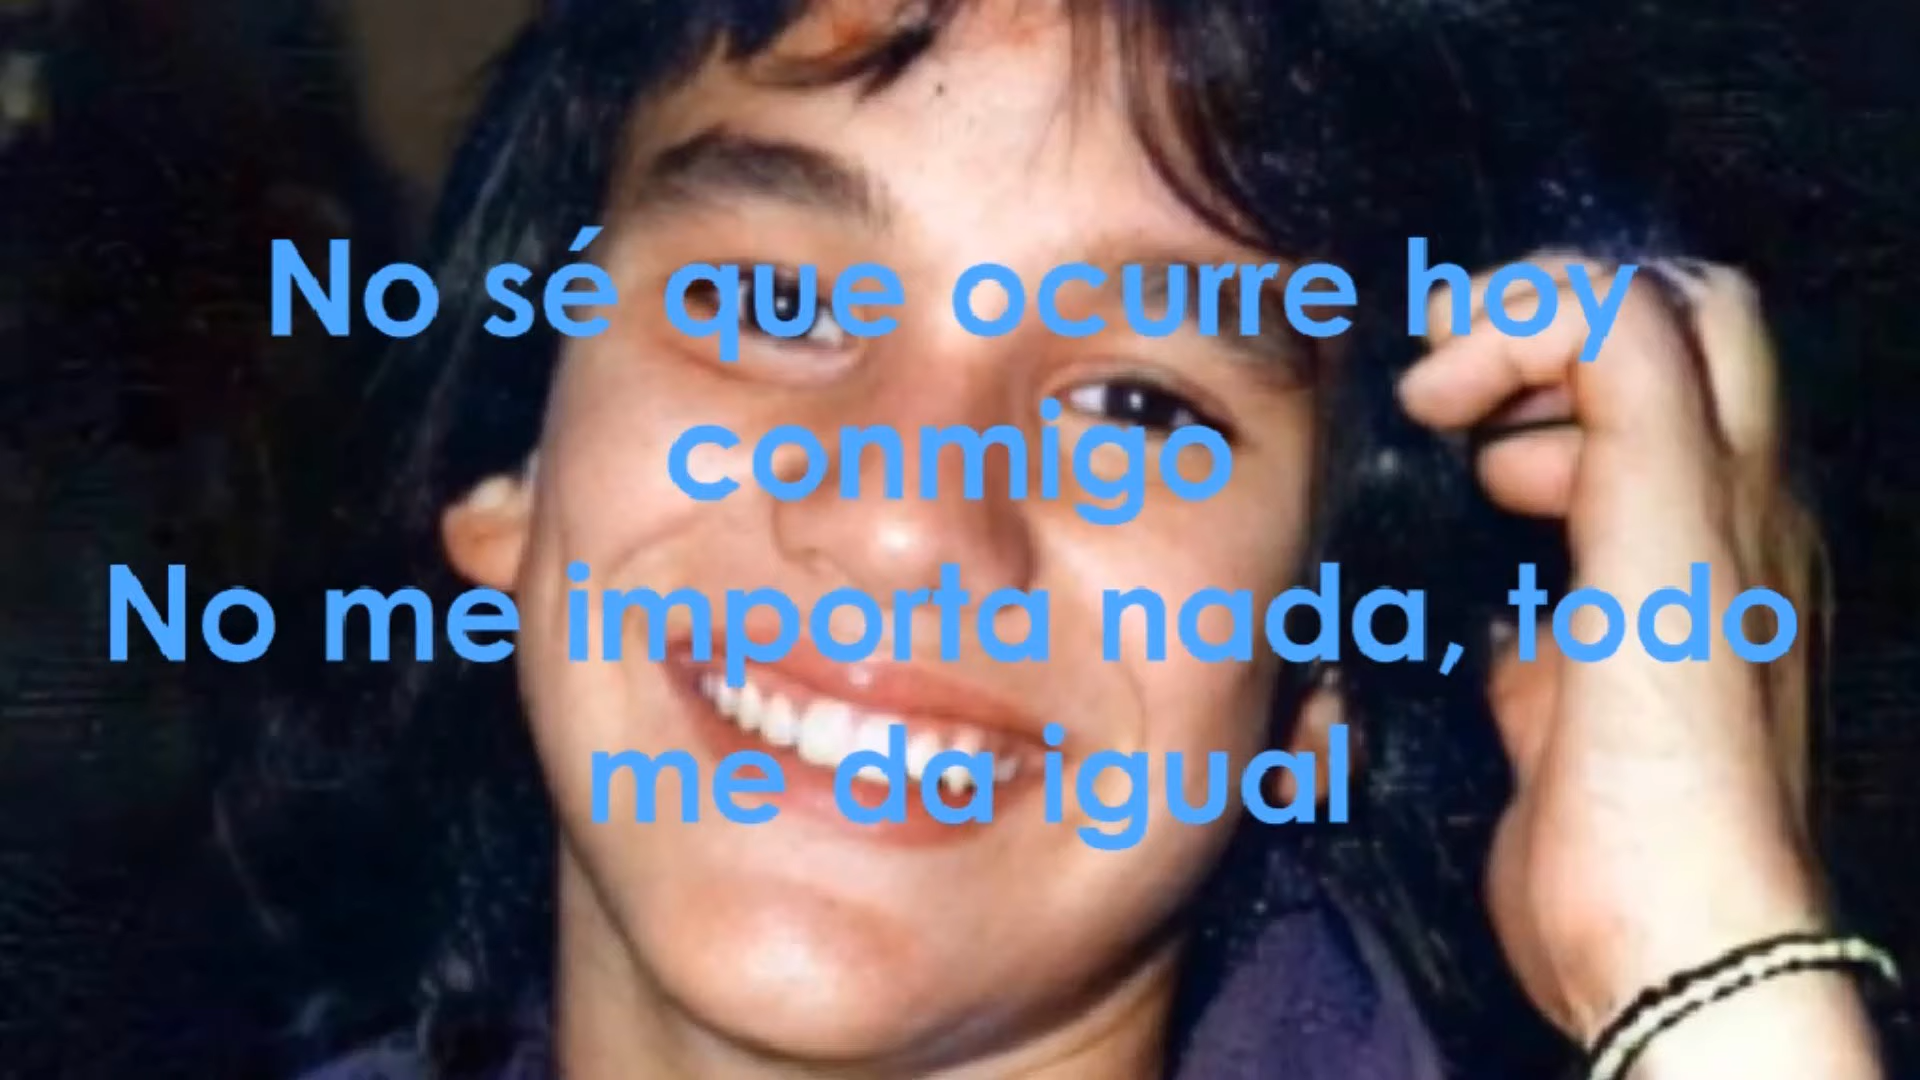 No sé que ocurre hoy
conmigo
No me importa nada, todo
me da igual